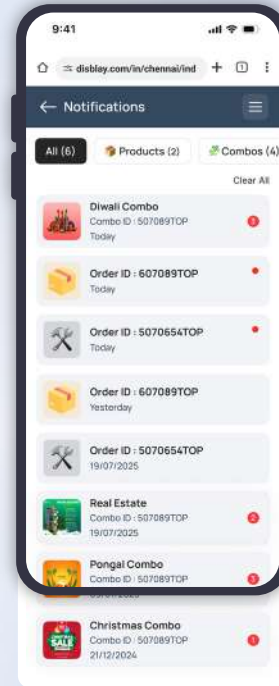 9:41
disblay.com/in/chennai/ind
Notifications
All (6)
Products (2)
Combos (4)
Clear All
Diwali Combo
Combo ID : 507089TOP
3
Today
Order ID : 607089TOP
Today
Order ID : 5070654TOP
Today
Order ID : 607089TOP
Yesterday
Order ID : 5070654TOP
19/07/2025
Real Estate
Combo ID : 507089TOP
2
19/07/2025
Pongal Combo
Combo ID : 507089TOP
Christmas Combo
SALE
Combo ID : 507089TOP
1
21/12/2024